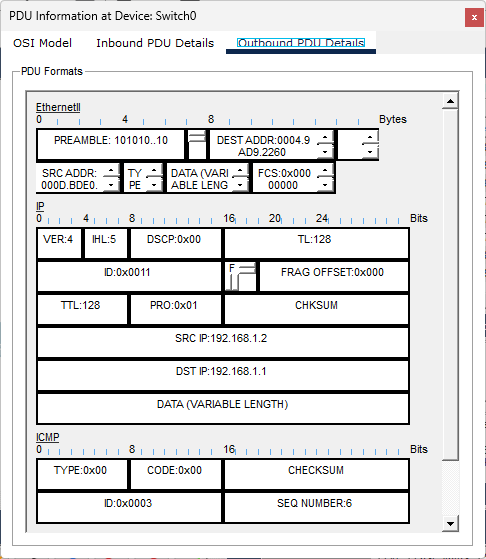 PDU Information at Device: Switch0
x
OSI Model Inbound PDU Details Outbound PDU Details
PDU Formats
EthernetII
0 4 8 Bytes
PREAMBLE: 101010..10 DEST ADDR:0004.9
AD9.2260
SRC ADDR: TY DATA (VARI FCS:0x000
000D.BDE0. PE ABLE LENG 00000
IP
0 4 8 16 20 24 Bits
VER:4 IHL:5 DSCP:0x00 TL:128
ID:0x0011 F FRAG OFFSET:0x000
TTL:128 PRO:0x01 CHKSUM
SRC IP:192.168.1.2
DST IP:192.168.1.1
DATA (VARIABLE LENGTH)
ICMP
0 8 16 Bits
TYPE:0x00 CODE:0x00 CHECKSUM
ID:0x0003 SEQ NUMBER:6